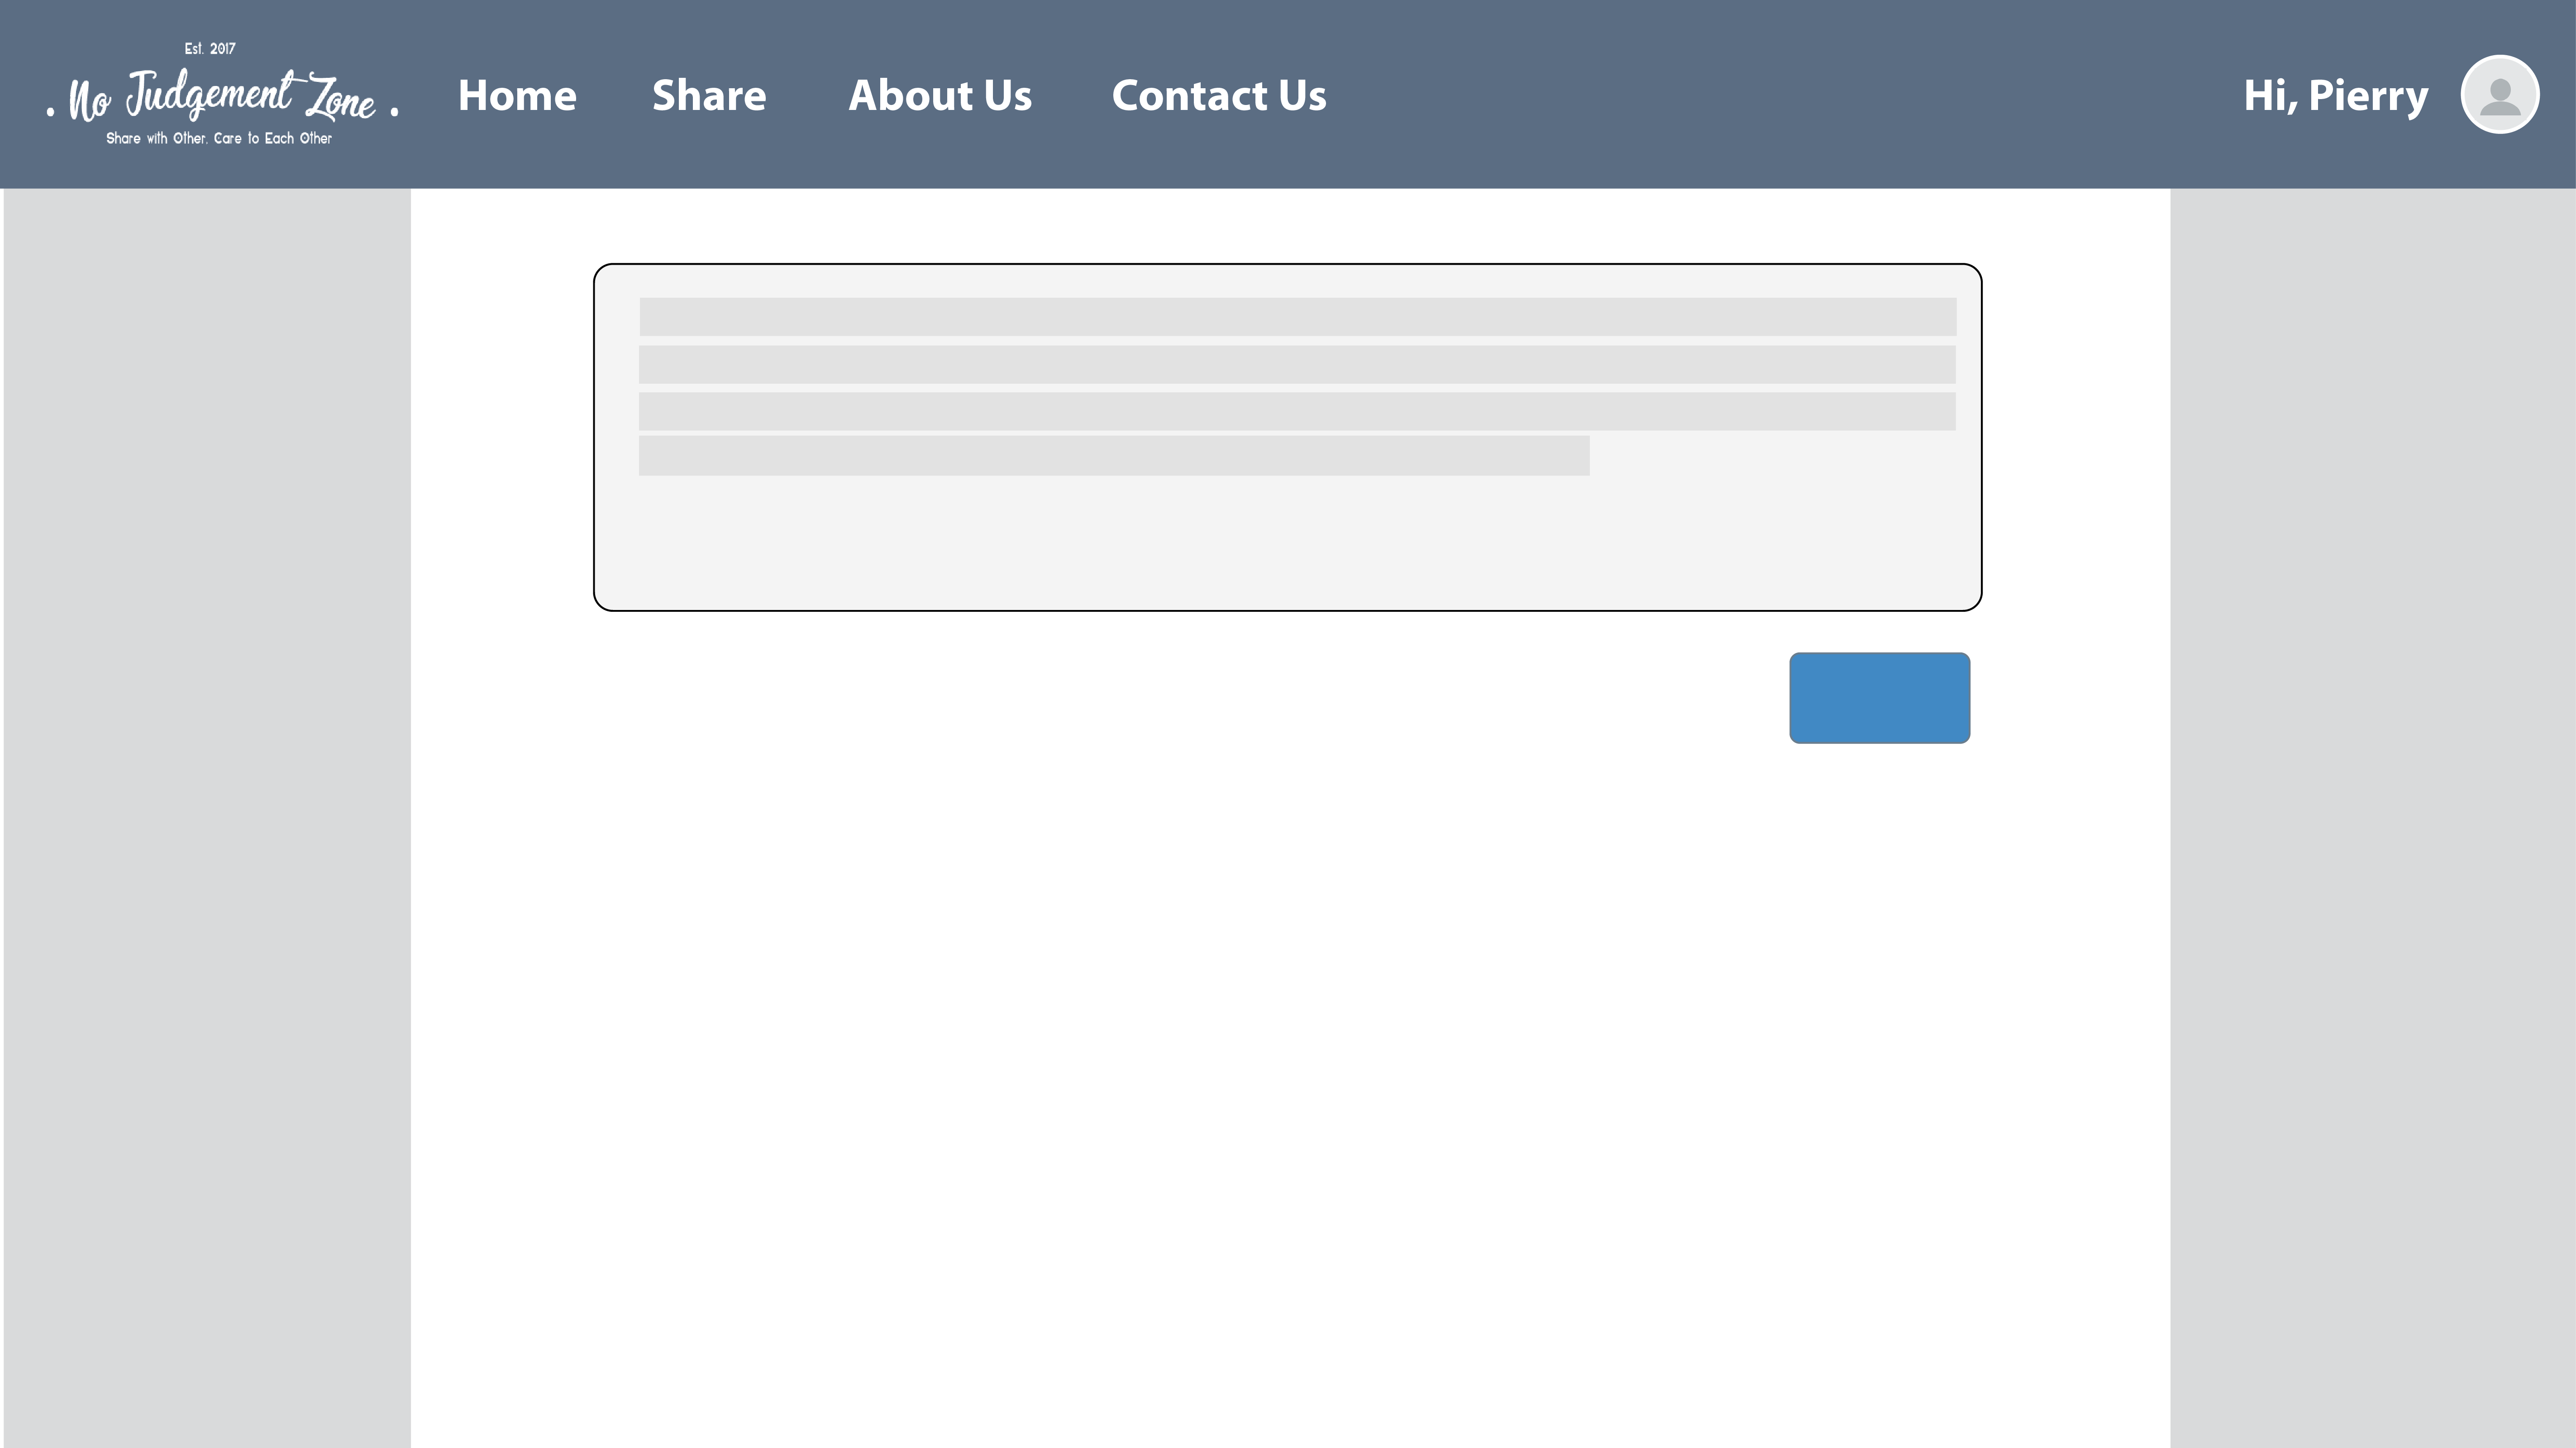 Est. 2017
. No Judgement Zone .
Share with Other. Care to Each Other
Home
Share
About Us
Contact Us
Hi, Pierry